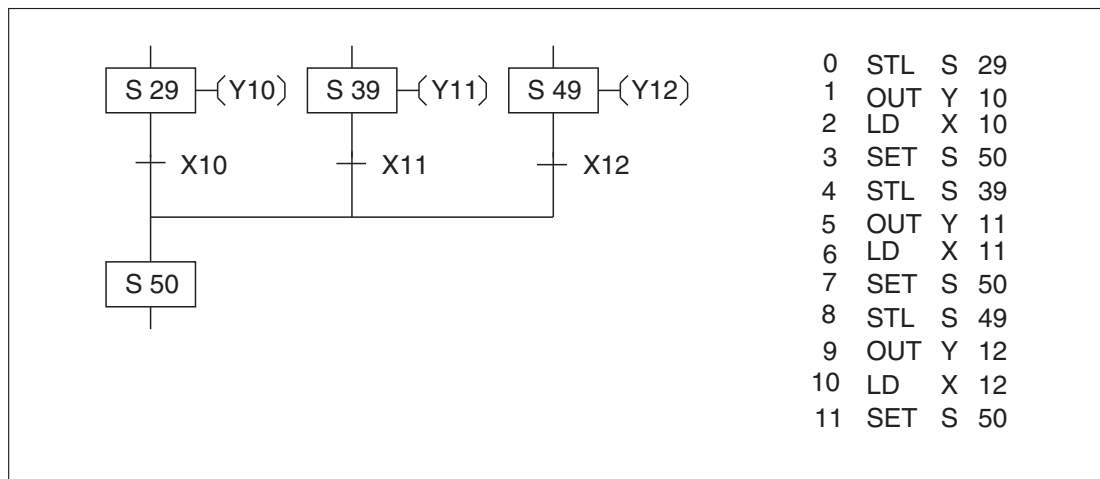 S 29 (Y10) S 39 (Y11) S 49 (Y12)
X10 X11 X12
S 50
0 STL S 29
1 OUT Y 10
2 LD X 10
3 SET S 50
4 STL S 39
5 OUT Y 11
6 LD X 11
7 SET S 50
8 STL S 49
9 OUT Y 12
10 LD X 12
11 SET S 50